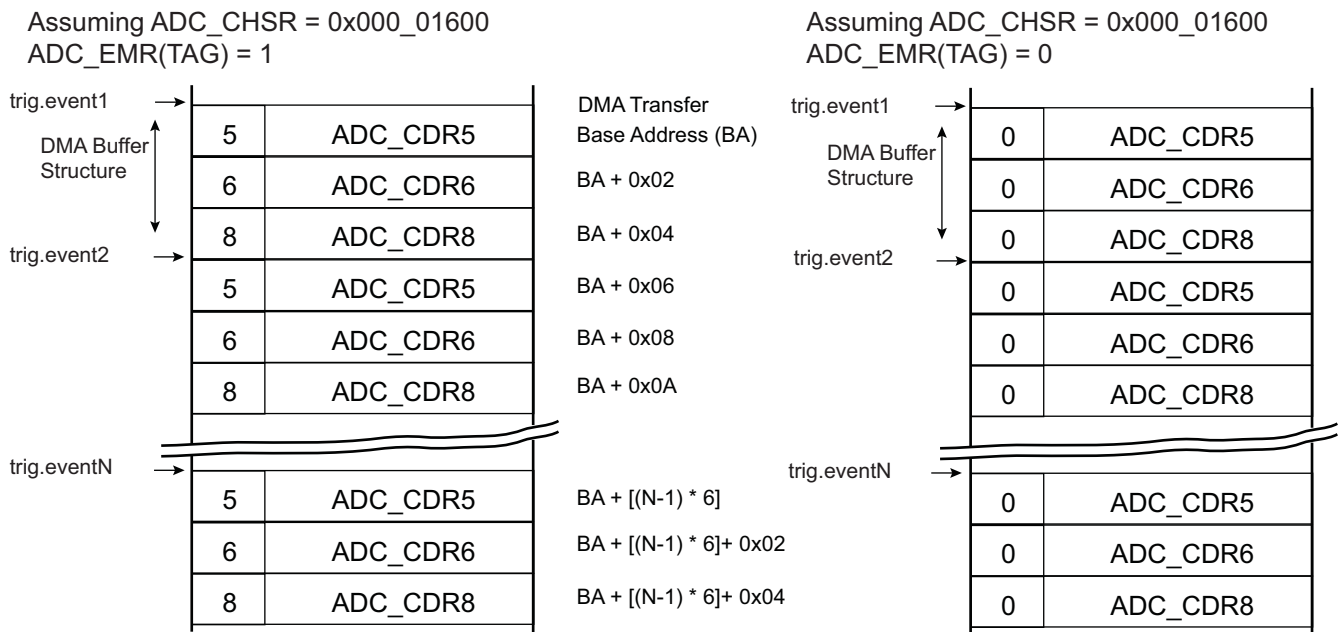 Assuming ADC_CHSR = 0x000_01600
ADC_EMR(TAG) = 1
trig.event1
DMA Buffer
Structure
trig.event2
trig.eventN
5 ADC_CDR5
6 ADC_CDR6
8 ADC_CDR8
5 ADC_CDR5
6 ADC_CDR6
8 ADC_CDR8
5 ADC_CDR5
6 ADC_CDR6
8 ADC_CDR8
DMA Transfer
Base Address (BA)
BA + 0x02
BA + 0x04
BA + 0x06
BA + 0x08
BA + 0x0A
BA + [(N-1) * 6]
BA + [(N-1) * 6]+ 0x02
BA + [(N-1) * 6]+ 0x04
Assuming ADC_CHSR = 0x000_01600
ADC_EMR(TAG) = 0
trig.event1
DMA Buffer
Structure
trig.event2
trig.eventN
0 ADC_CDR5
0 ADC_CDR6
0 ADC_CDR8
0 ADC_CDR5
0 ADC_CDR6
0 ADC_CDR8
0 ADC_CDR5
0 ADC_CDR6
0 ADC_CDR8